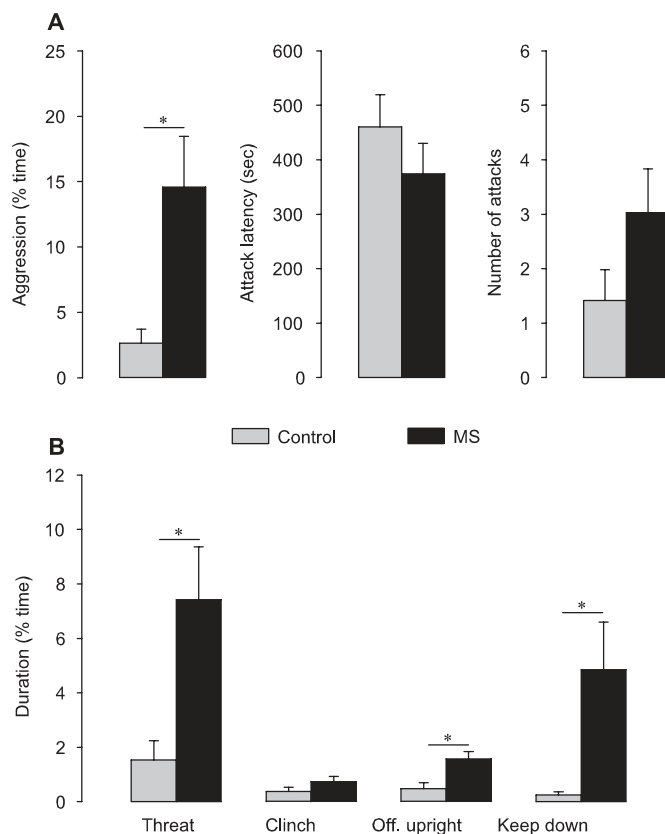 A
Aggression (% time)
25
20
15
10
5
0
*
Attack latency (sec)
600
500
400
300
200
100
0
Number of attacks
6
5
4
3
2
1
0
Control
MS
B
Duration (% time)
12
10
8
6
4
2
0
*
*
*
Threat
Clinch
Off. upright
Keep down